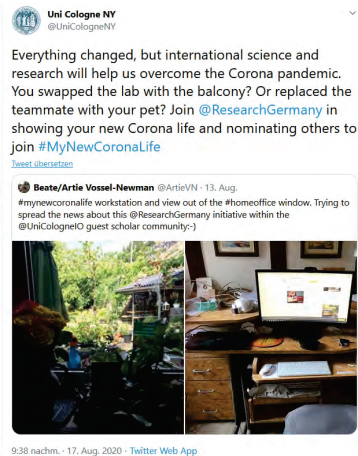 Uni Cologne NY
@UniCologneNY
Everything changed, but international science and
research will help us overcome the Corona pandemic.
You swapped the lab with the balcony? Or replaced the
teammate with your pet? Join @ResearchGermany in
showing your new Corona life and nominating others to
join #MyNewCoronaLife
Tweet übersetzen
Beate/Artie Vossel-Newman @ArtieVN · 13. Aug.
#mynewcoronalife workstation and view out of the #homeoffice window. Trying to
spread the news about this @ResearchGermany initiative within the
@UniCologneIO guest scholar community:-)
9:38 nachm. · 17. Aug. 2020 · Twitter Web App